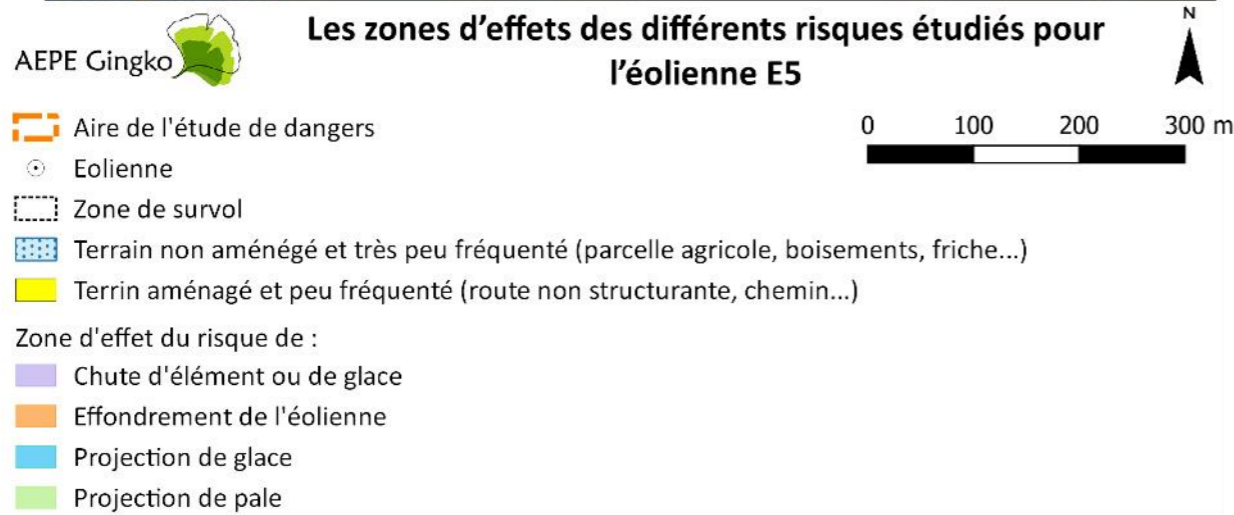 AEPE Gingko
Les zones d'effets des différents risques étudiés pour
l'éolienne E5
N
0 100 200 300 m
Aire de l'étude de dangers
Eolienne
Zone de survol
Terrain non aménégé et très peu fréquenté (parcelle agricole, boisements, friche...)
Terrin aménagé et peu fréquenté (route non structurante, chemin...)
Zone d'effet du risque de :
Chute d'élément ou de glace
Effondrement de l'éolienne
Projection de glace
Projection de pale